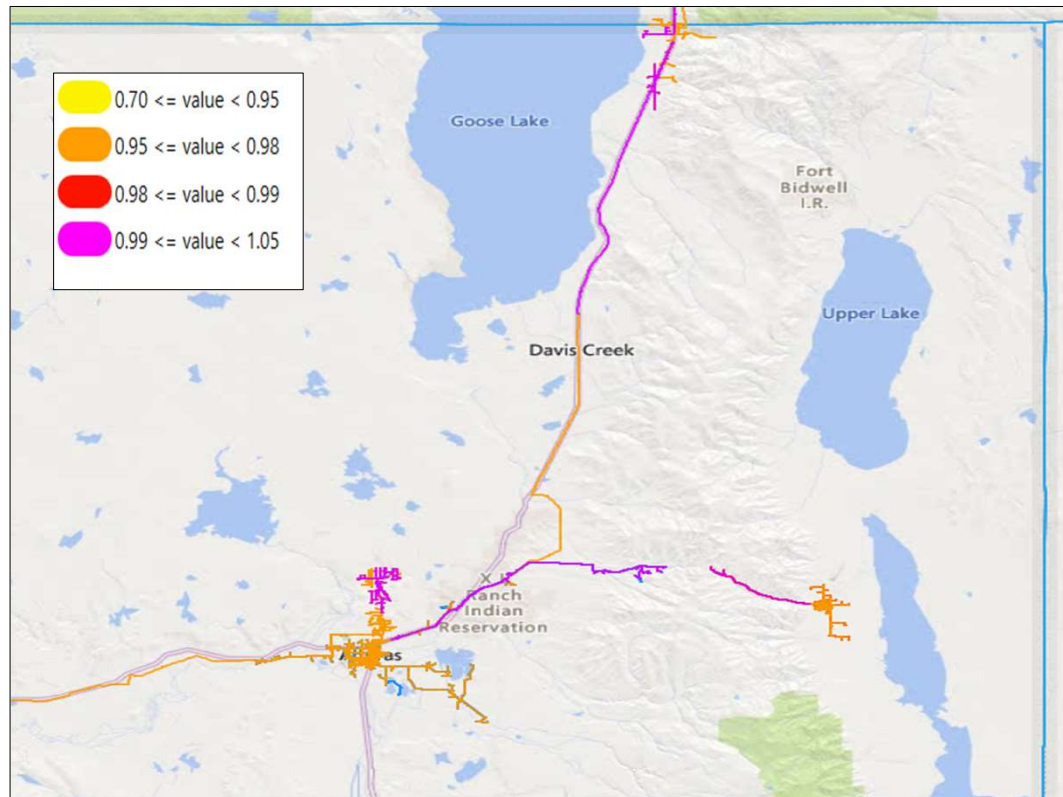 0.70 <= value < 0.95
0.95 <= value < 0.98
0.98 <= value < 0.99
0.99 <= value < 1.05
Goose Lake
Fort
Bidwell
I.R.
Upper Lake
Davis Creek
Ranch
Indian
Reservation